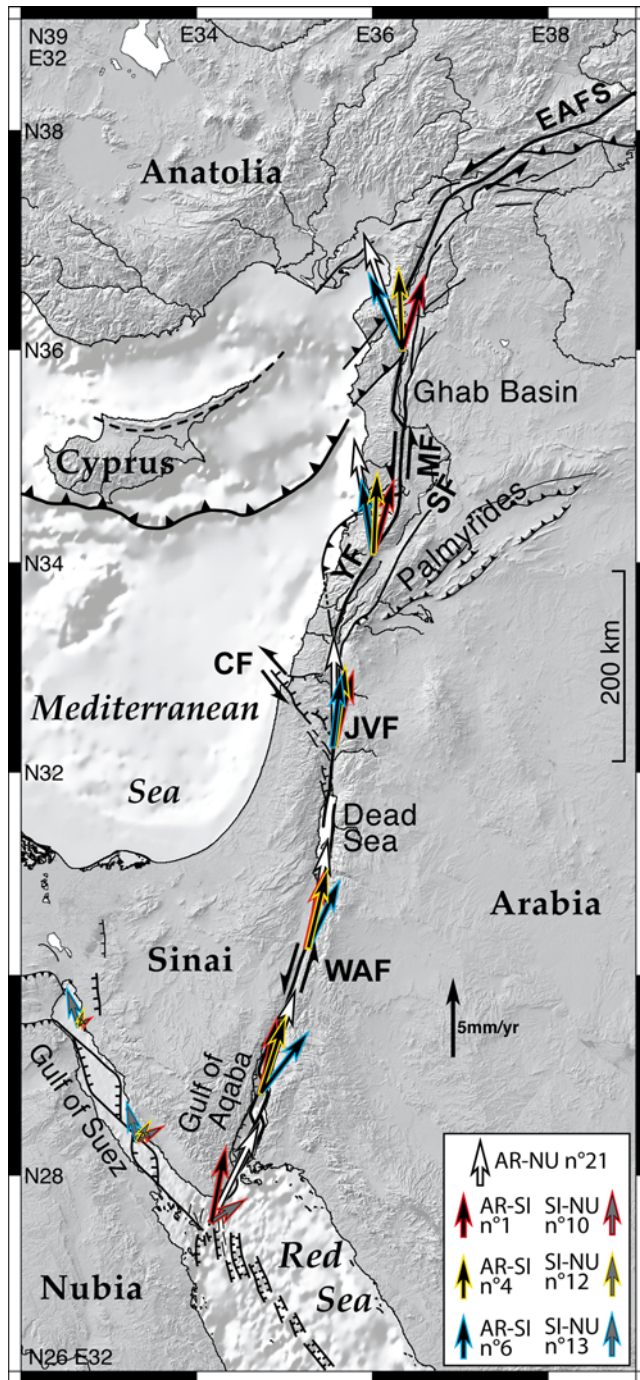 N39
E32
E34
E36
E38
N38
EAFS
Anatolia
N36
Ghab Basin
Cyprus
MF
SF
N34
YF
Palmyrides
CF
200 km
Mediterranean
Sea
JVF
N32
Dead
Sea
Arabia
Sinai
WAF
5mm/yr
Gulf of
Aqaba
Gulf of Suez
N28
Red
Sea
Nubia
N26 E32
AR-NU n°21
AR-SI SI-NU
n°1 n°10
AR-SI SI-NU
n°4 n°12
AR-SI SI-NU
n°6 n°13